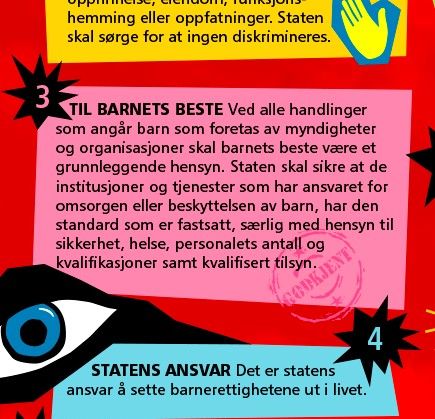 hemming eller oppfatninger. Staten
skal sørge for at ingen diskrimineres.
3
TIL BARNETS BESTE Ved alle handlinger
som angår barn som foretas av myndigheter
og organisasjoner skal barnets beste være et
grunnleggende hensyn. Staten skal sikre at de
institusjoner og tjenester som har ansvaret for
omsorgen eller beskyttelsen av barn, har den
standard som er fastsatt, særlig med hensyn til
sikkerhet, helse, personalets antall og
kvalifikasjoner samt kvalifisert tilsyn.
GODKJENT
4
STATENS ANSVAR Det er statens
ansvar å sette barnerettighetene ut i livet.